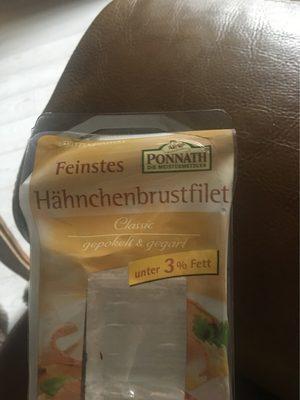 PONNATH
DIE MEISTERMETZGER
Feinstes
Hähnchenbrustfilet
Classic
gepökelt & gegart
unter 3% Fett